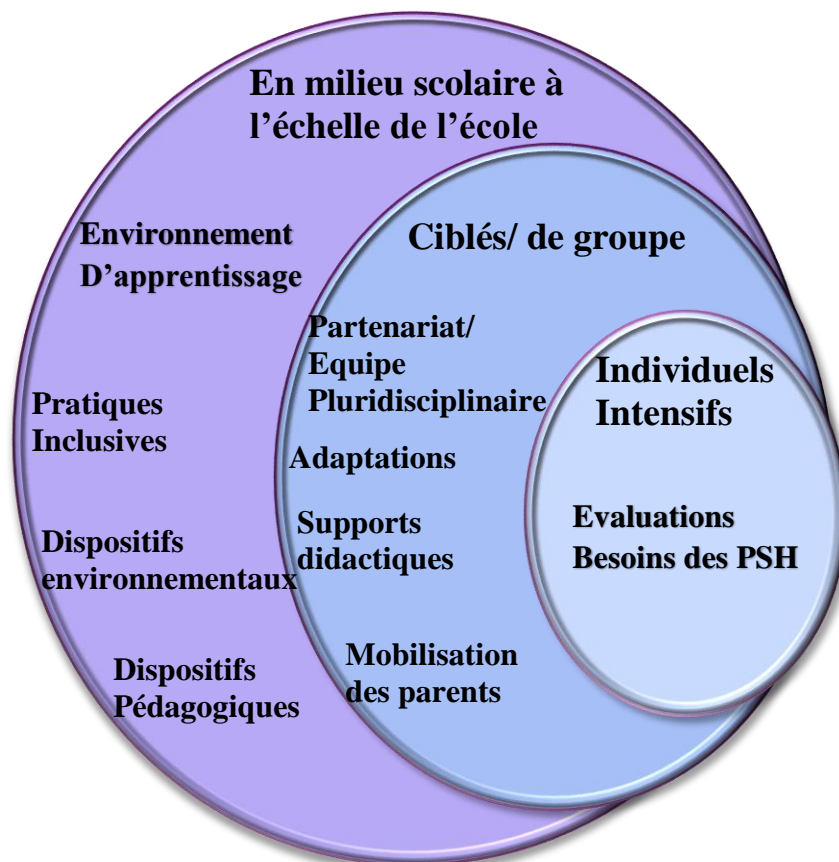 En milieu scolaire à
l’échelle de l’école
Environnement
D’apprentissage
Pratiques
Inclusives
Dispositifs
environnementaux
Dispositifs
Pédagogiques
Ciblés/ de groupe
Partenariat/
Equipe
Pluridisciplinaire
Adaptations
Supports
didactiques
Mobilisation
des parents
Individuels
Intensifs
Evaluations
Besoins des PSH